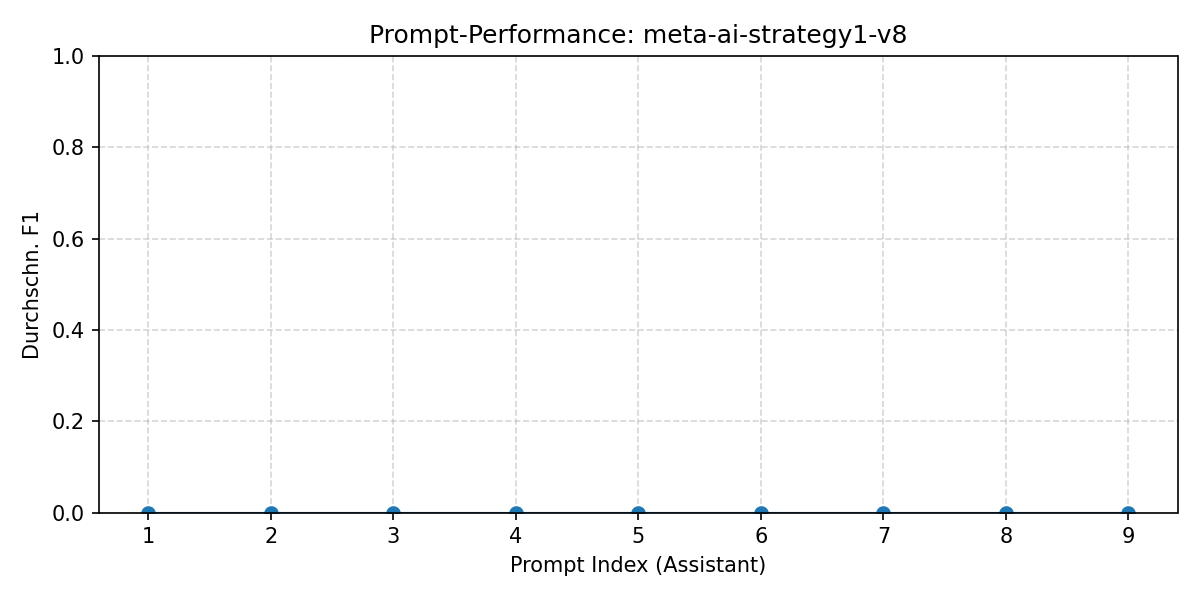 Prompt-Performance: meta-ai-strategy1-v8
1.0
0.8
0.6
0.4
0.2
0.0
Durchschn. F1
1 2 3 4 5 6 7 8 9
Prompt Index (Assistant)